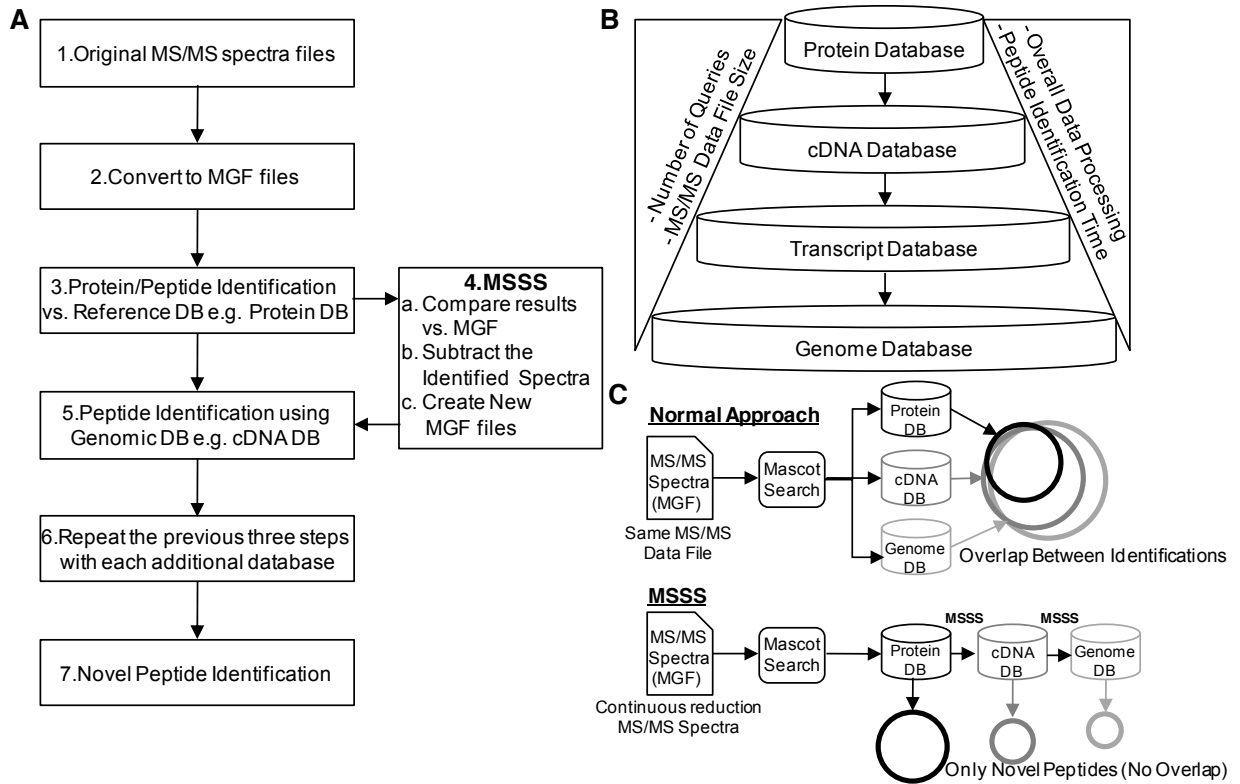 A
1.Original MS/MS spectra files
2.Convert to MGF files
3.Protein/Peptide Identification
vs. Reference DB e.g. Protein DB
4.MSSS
a. Compare results
vs. MGF
b. Subtract the
Identified Spectra
c. Create New
MGF files
5.Peptide Identification using
Genomic DB e.g. cDNA DB
6.Repeat the previous three steps
with each additional database
7.Novel Peptide Identification
B
Protein Database
cDNA Database
Transcript Database
Genome Database
- Number of Queries
- MS/MS Data File Size
- Overall Data Processing
- Peptide Identification Time
C
Normal Approach
MS/MS
Spectra
(MGF)
Same MS/MS
Data File
Mascot
Search
Protein
DB
cDNA
DB
Genome
DB
Overlap Between Identifications
MSSS
MS/MS
Spectra
(MGF)
Continuous reduction
MS/MS Spectra
Mascot
Search
Protein
DB
MSSS
cDNA
DB
MSSS
Genome
DB
Only Novel Peptides (No Overlap)